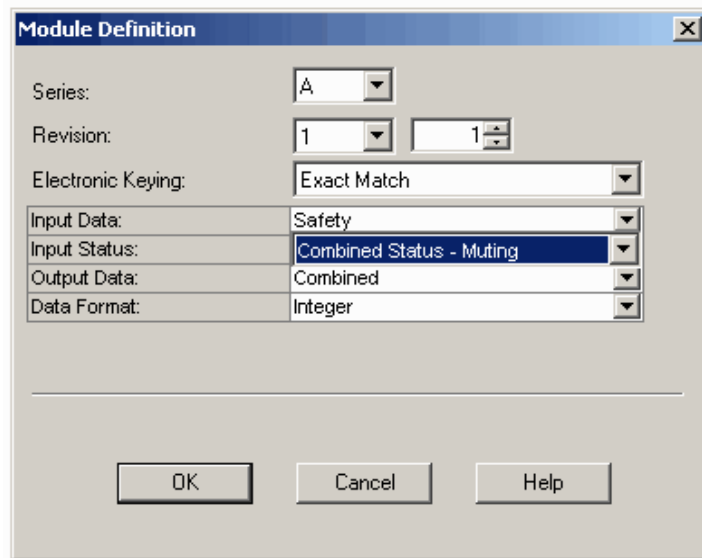 Module Definition
Series: A
Revision: 1 1
Electronic Keying: Exact Match
Input Data: Safety
Input Status: Combined Status - Muting
Output Data: Combined
Data Format: Integer
OK Cancel Help